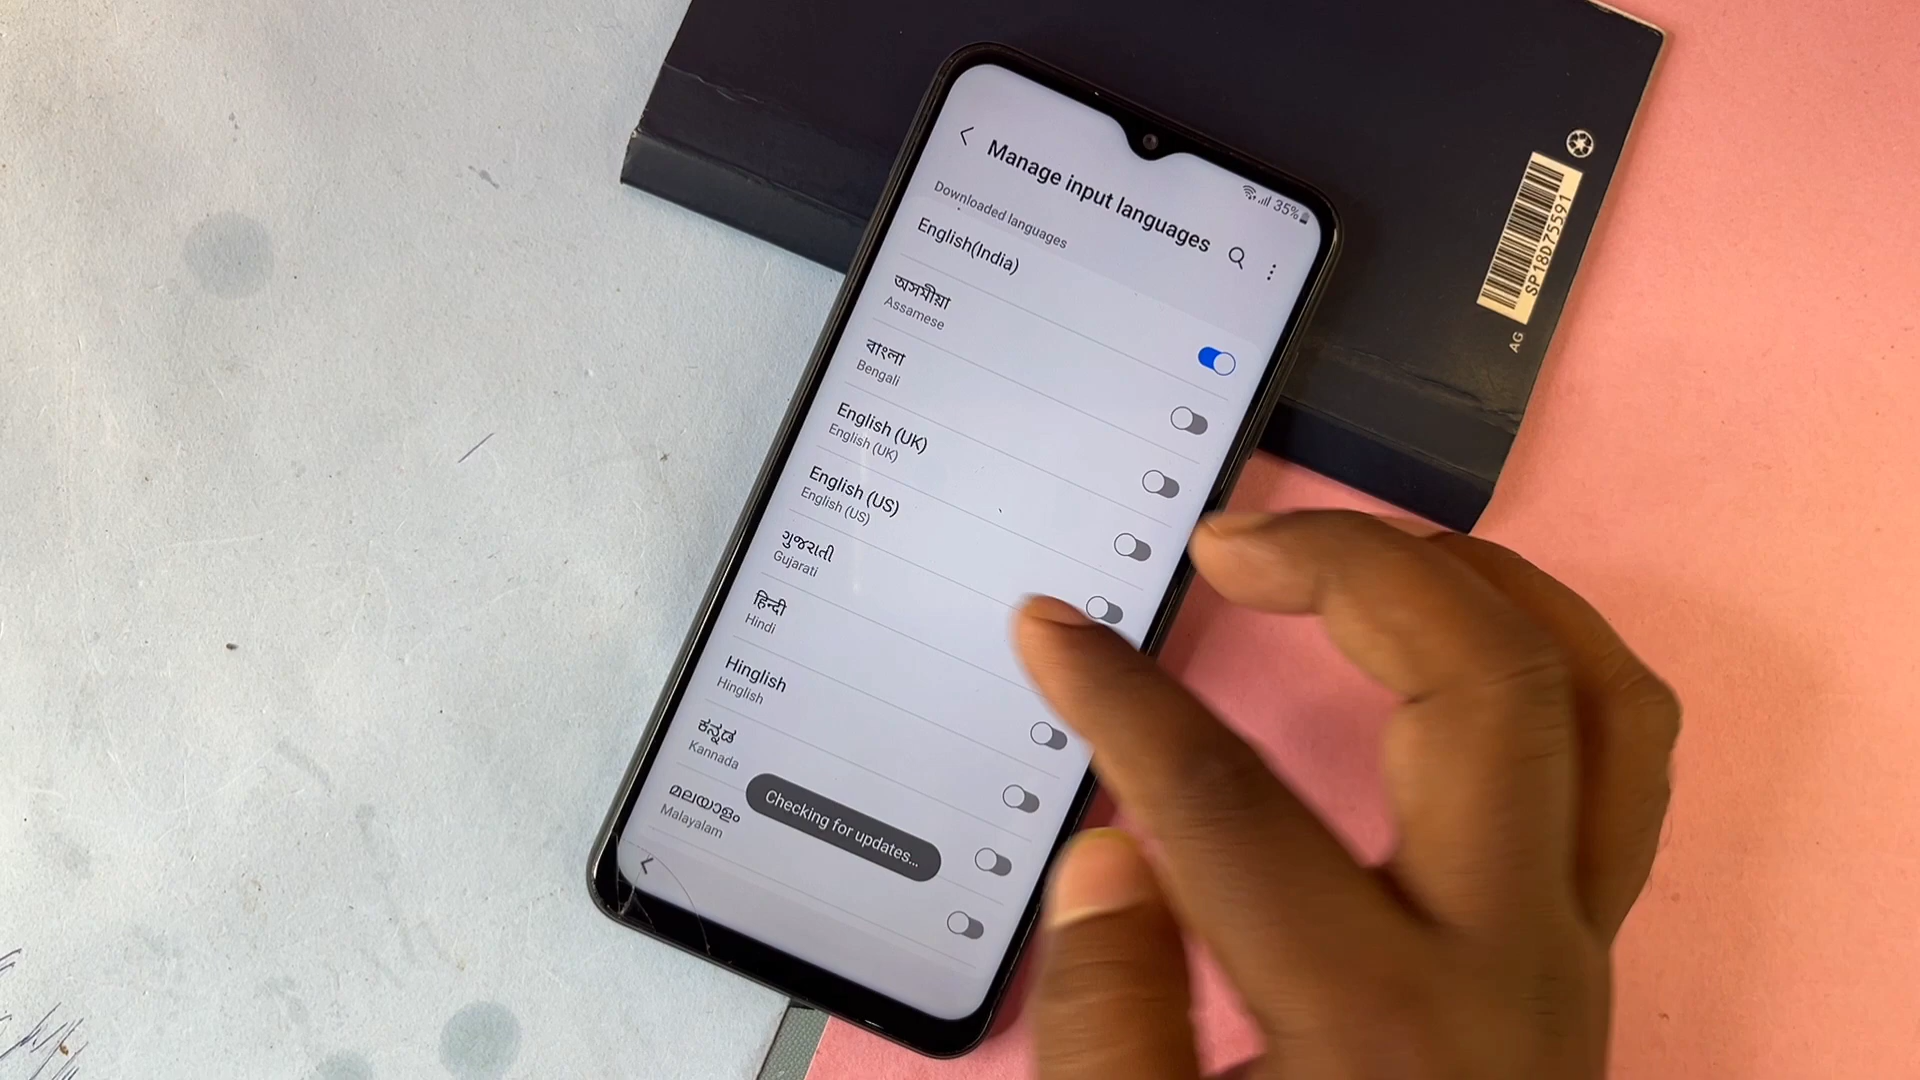 35%
Manage input languages
Downloaded languages
English(India)
অসমীয়া
Assamese
বাংলা
Bengali
English (UK)
English (UK)
English (US)
English (US)
ગુજરાતી
Gujarati
हिन्दी
Hindi
Hinglish
Hinglish
ಕನ್ನಡ
Kannada
മലയാളം
Malayalam
Checking for updates...
SP18D75591
AG